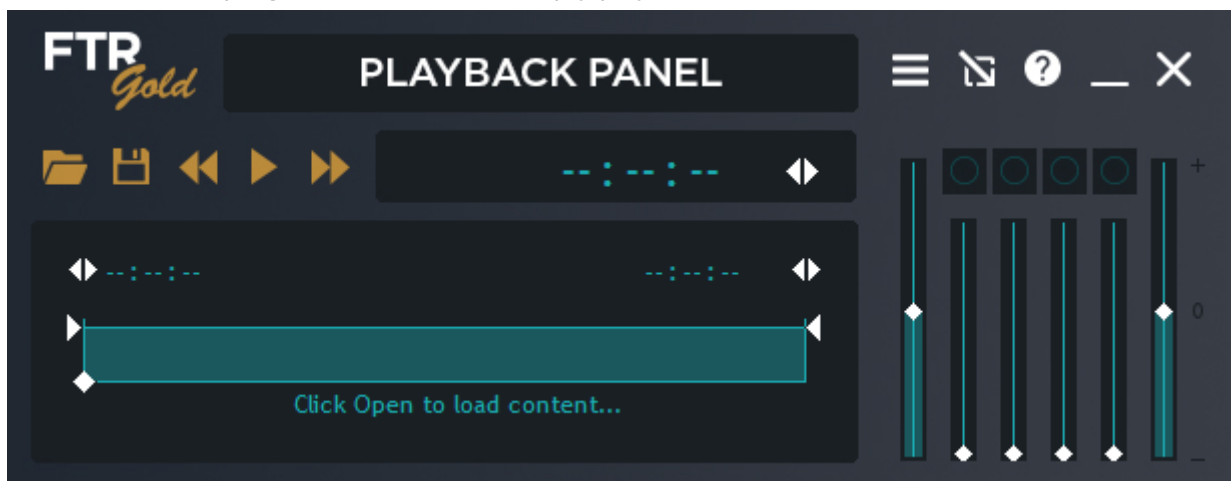 FTR
Gold
PLAYBACK PANEL
?
--:--:--
+
--:--:--
--:--:--
0
Click Open to load content...
–